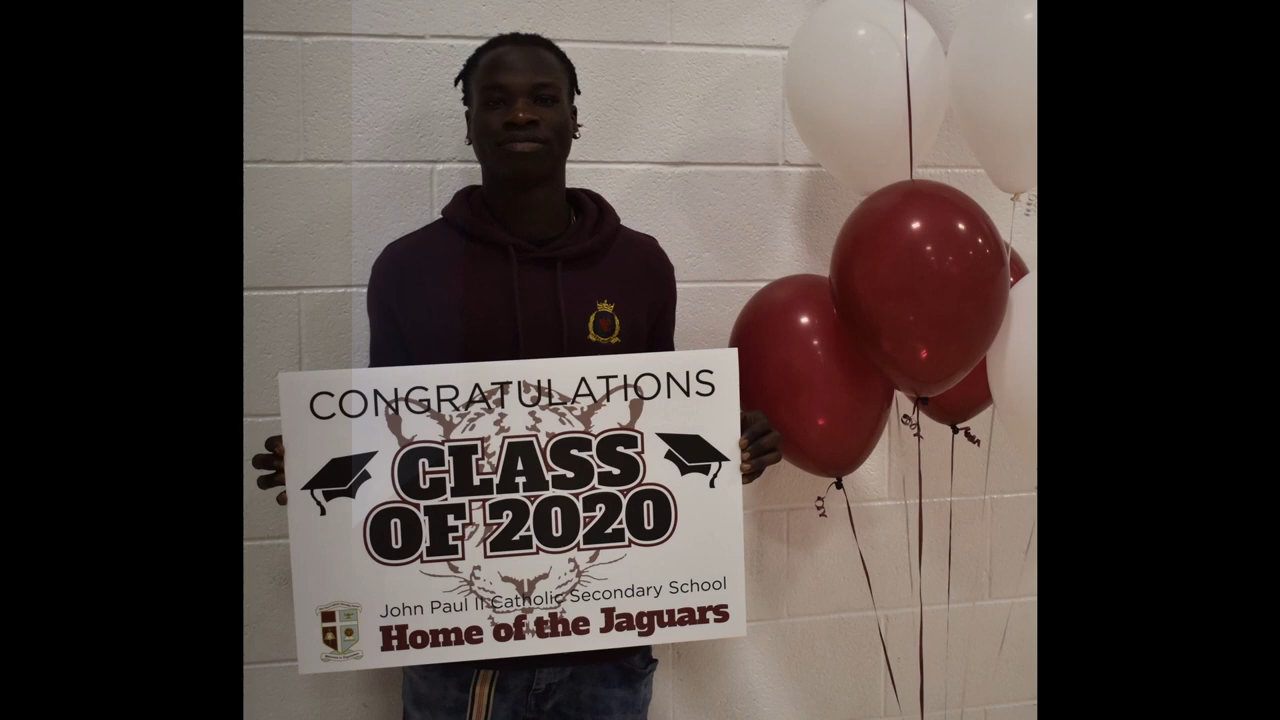 CONGRATULATIONS
CLASS
OF 2020
John Paul II Catholic Secondary School
Home of the Jaguars